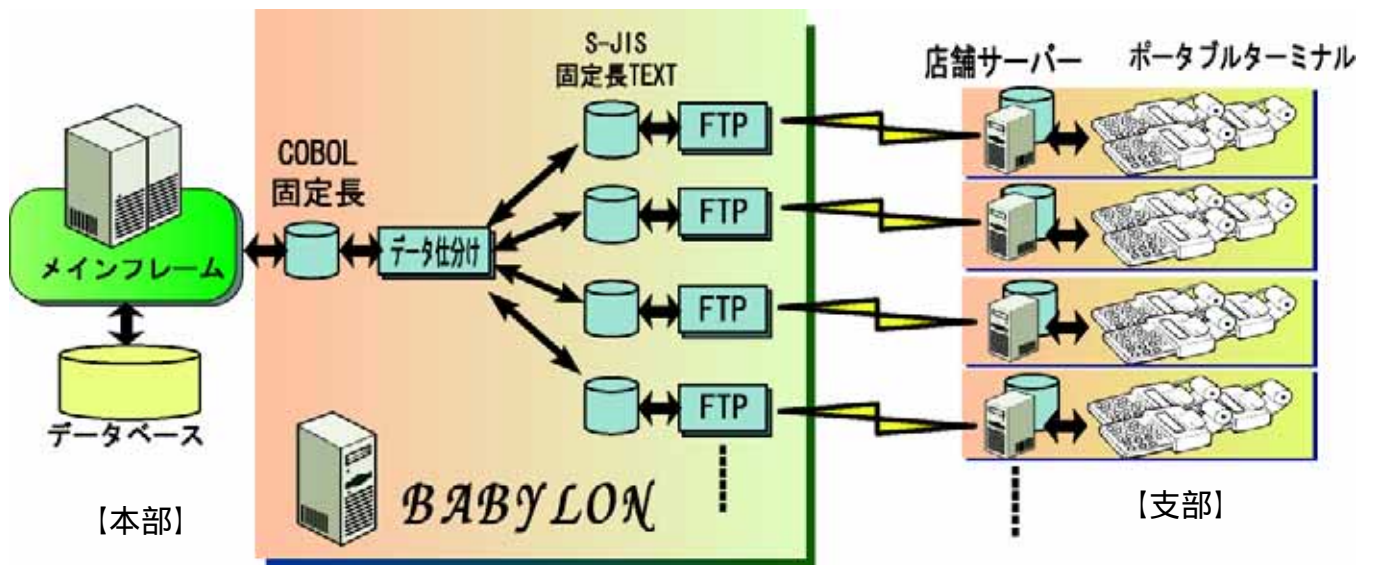 S-JIS
固定長TEXT
店舗サーバー
ポータブルターミナル
FTP
COBOL
固定長
FTP
データ仕分け
メインフレーム
FTP
データベース
FTP
BABYLON
【本部】
【支部】